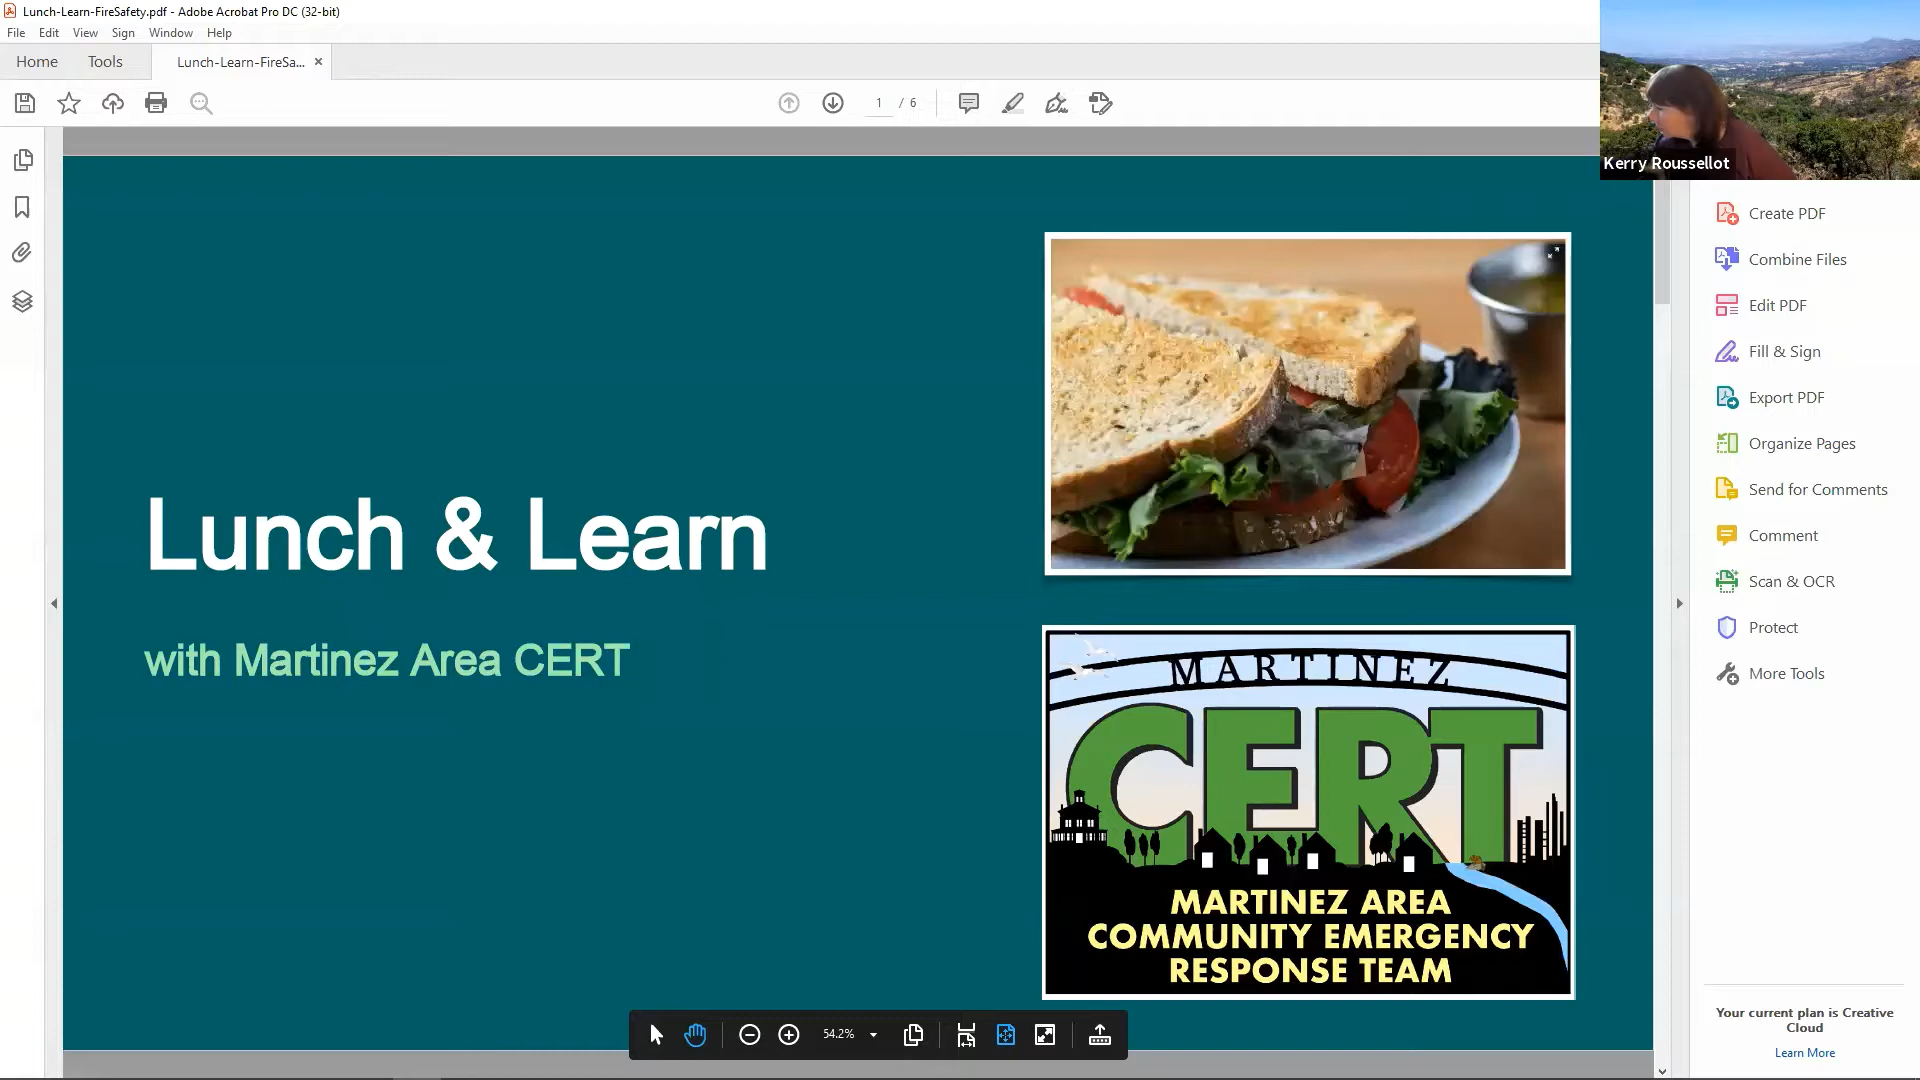 Lunch-Learn-FireSafety.pdf - Adobe Acrobat Pro DC (32-bit)
File Edit View Sign Window Help
Home Tools Lunch-Learn-FireSa... ×
1 / 6
Kerry Roussellot
Create PDF
Combine Files
Edit PDF
Fill & Sign
Export PDF
Organize Pages
Send for Comments
Comment
Scan & OCR
Protect
More Tools
Lunch & Learn
with Martinez Area CERT
MARTINEZ
CERT
MARTINEZ AREA
COMMUNITY EMERGENCY
RESPONSE TEAM
54.2%
Your current plan is Creative
Cloud
Learn More